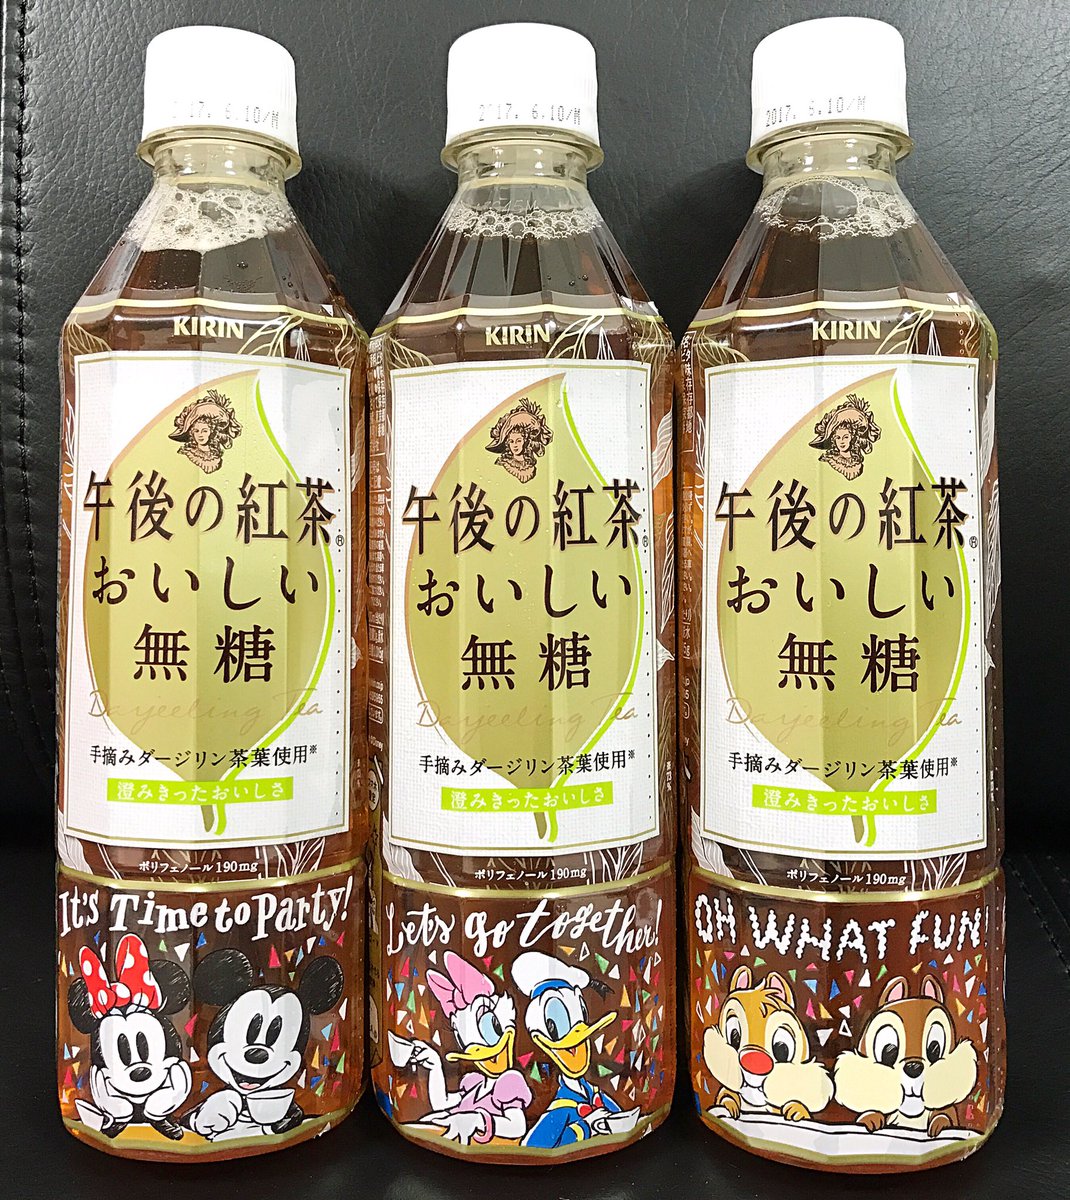 2017. 6.10/M
KIRIN
午後の紅茶®
おいしい
無糖
Darjeeling Tea
手摘みダージリン茶葉使用※
澄みきったおいしさ
ポリフェノール190mg
It's Time to Party!
2017. 6.10/M
KIRIN
午後の紅茶®
おいしい
無糖
Darjeeling Tea
手摘みダージリン茶葉使用※
澄みきったおいしさ
ポリフェノール190mg
Let's go together!
2017. 6.10/M
KIRIN
午後の紅茶®
おいしい
無糖
Darjeeling Tea
手摘みダージリン茶葉使用※
澄みきったおいしさ
ポリフェノール190mg
OH, WHAT FUN!